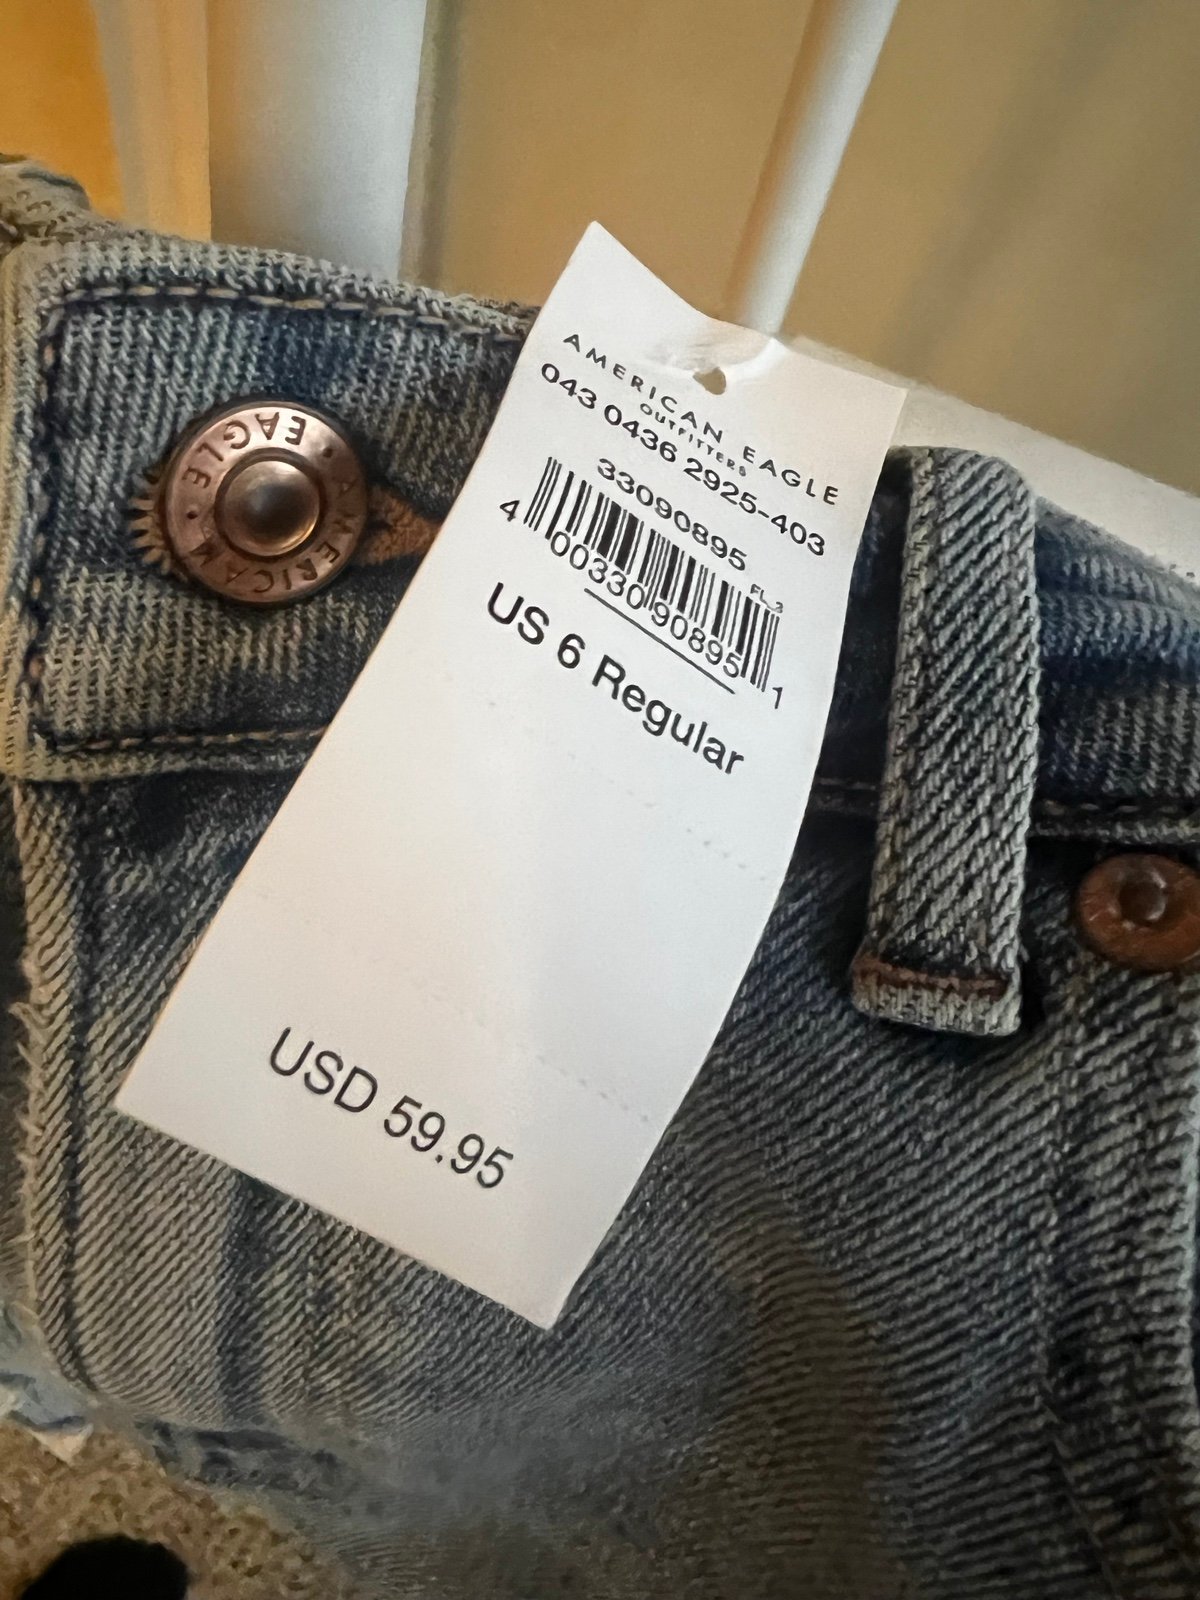 AMERICAN EAGLE
OUTFITTERS
043 0436 2925-403
33090895
FL_3
4 00330 90895 1
US 6 Regular
USD 59.95
AMERICAN • EAGLE •